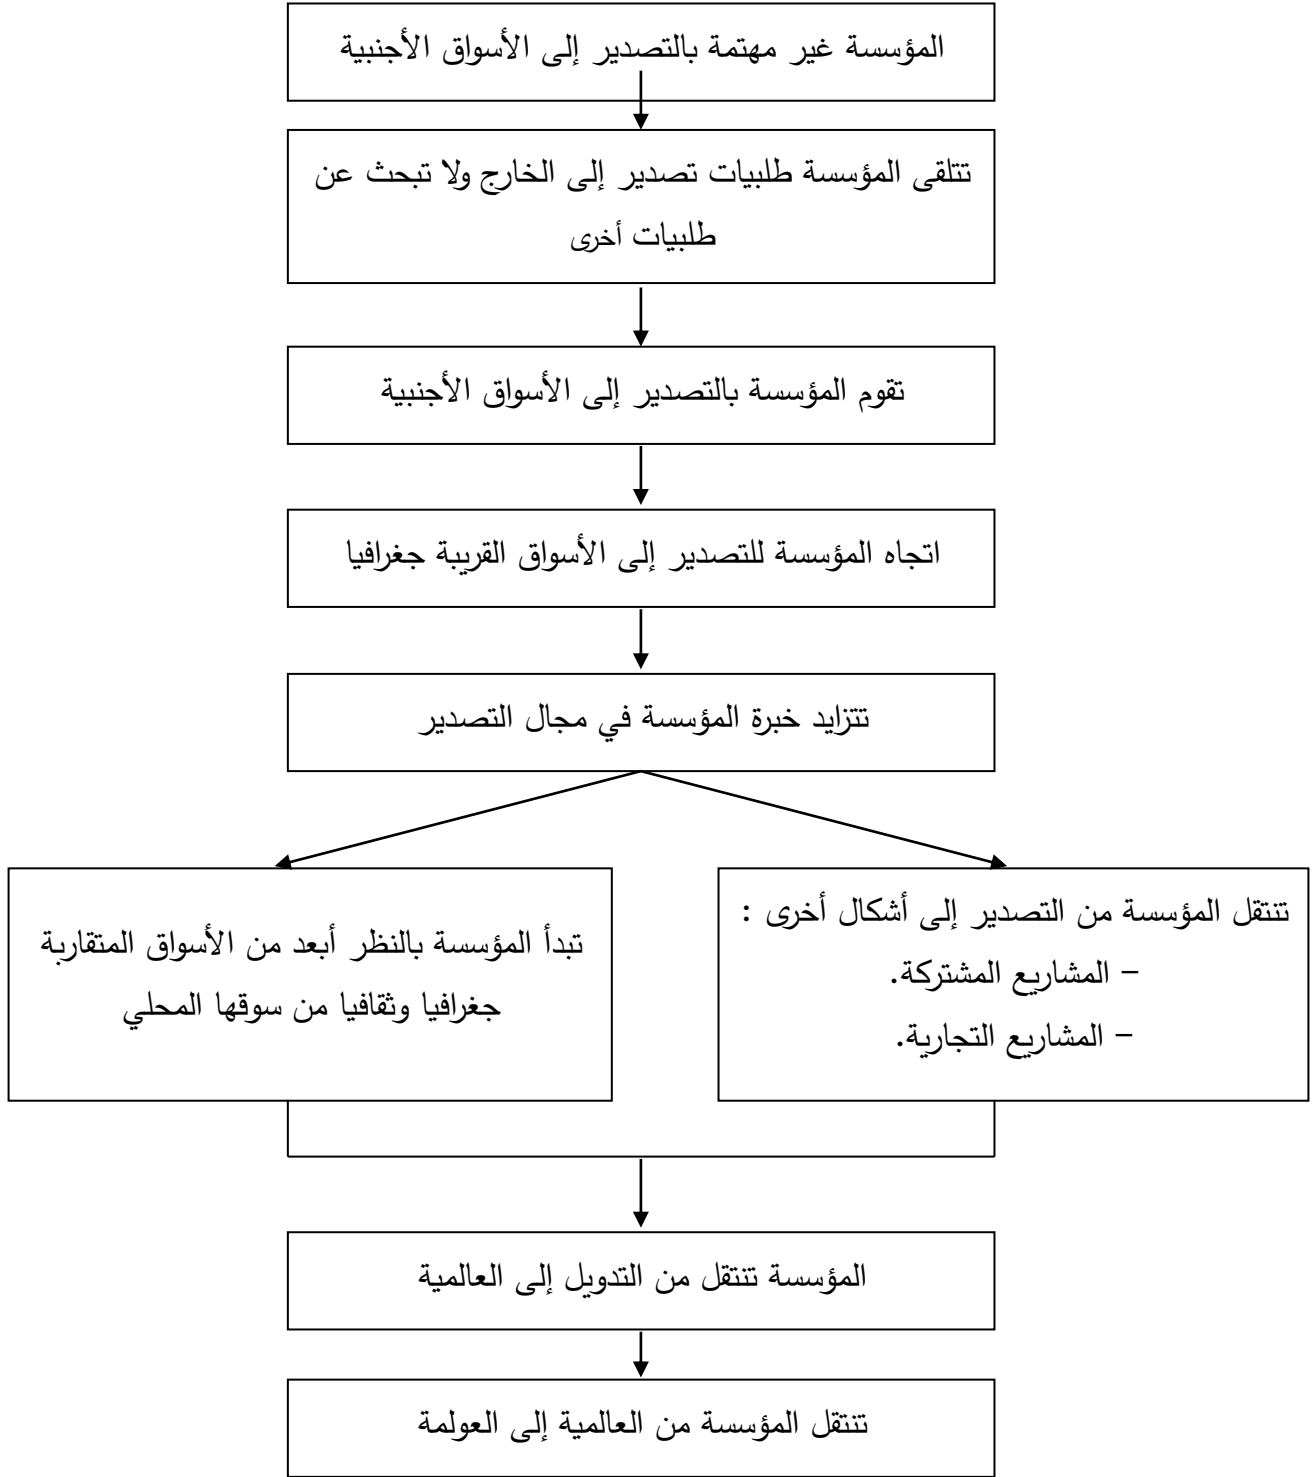 المؤسسة غير مهتمة بالتصدير إلى الأسواق الأجنبية
تتلقى المؤسسة طلبيات تصدير إلى الخارج ولا تبحث عن
طلبيات أخرى
تقوم المؤسسة بالتصدير إلى الأسواق الأجنبية
اتجاه المؤسسة للتصدير إلى الأسواق القريبة جغرافيا
تتزايد خبرة المؤسسة في مجال التصدير
تنتقل المؤسسة من التصدير إلى أشكال أخرى :
– المشاريع المشتركة.
– المشاريع التجارية.
تبدأ المؤسسة بالنظر أبعد من الأسواق المتقاربة
جغرافيا وثقافيا من سوقها المحلي
المؤسسة تنتقل من التدويل إلى العالمية
تنتقل المؤسسة من العالمية إلى العولمة